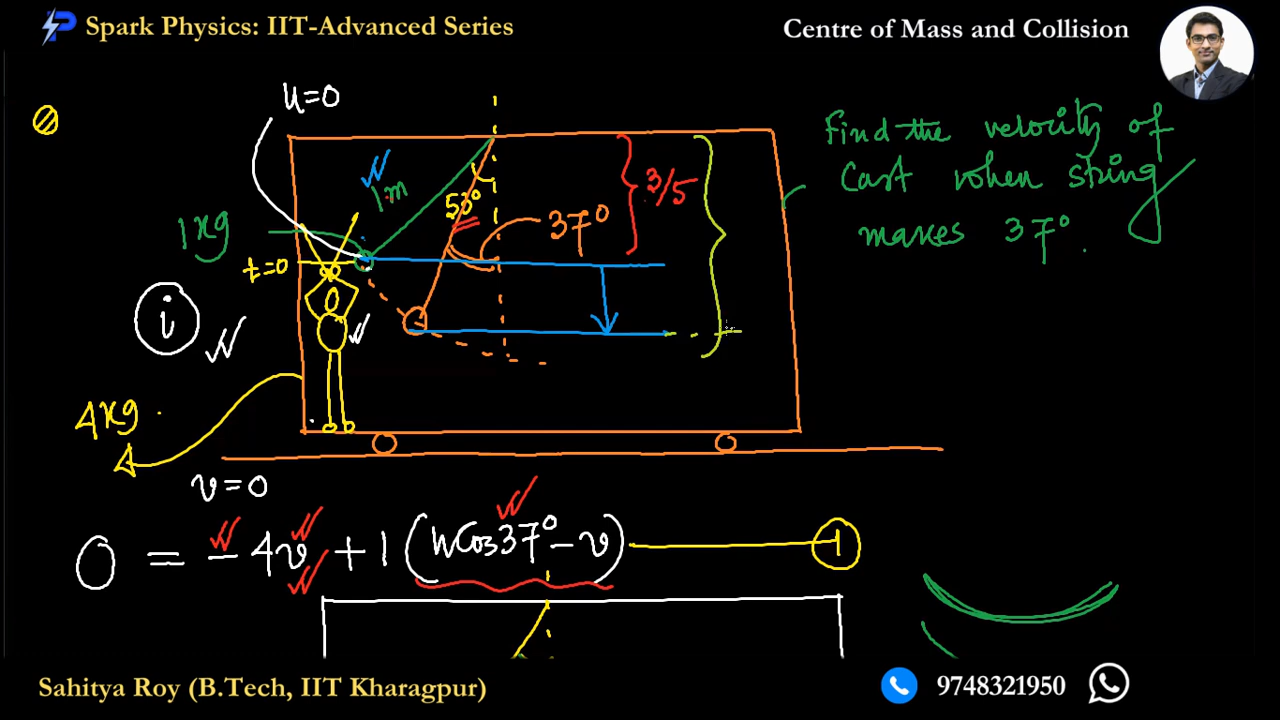 Spark Physics: IIT-Advanced Series
Centre of Mass and Collision
u=0
Find the velocity of
Cart when string
makes 37°.
1m
53°
37°
3/5
1kg
t=0
i
4kg
v=0
0 = -4v + 1 (uCos37° - v)
1
Sahitya Roy (B.Tech, IIT Kharagpur)
9748321950